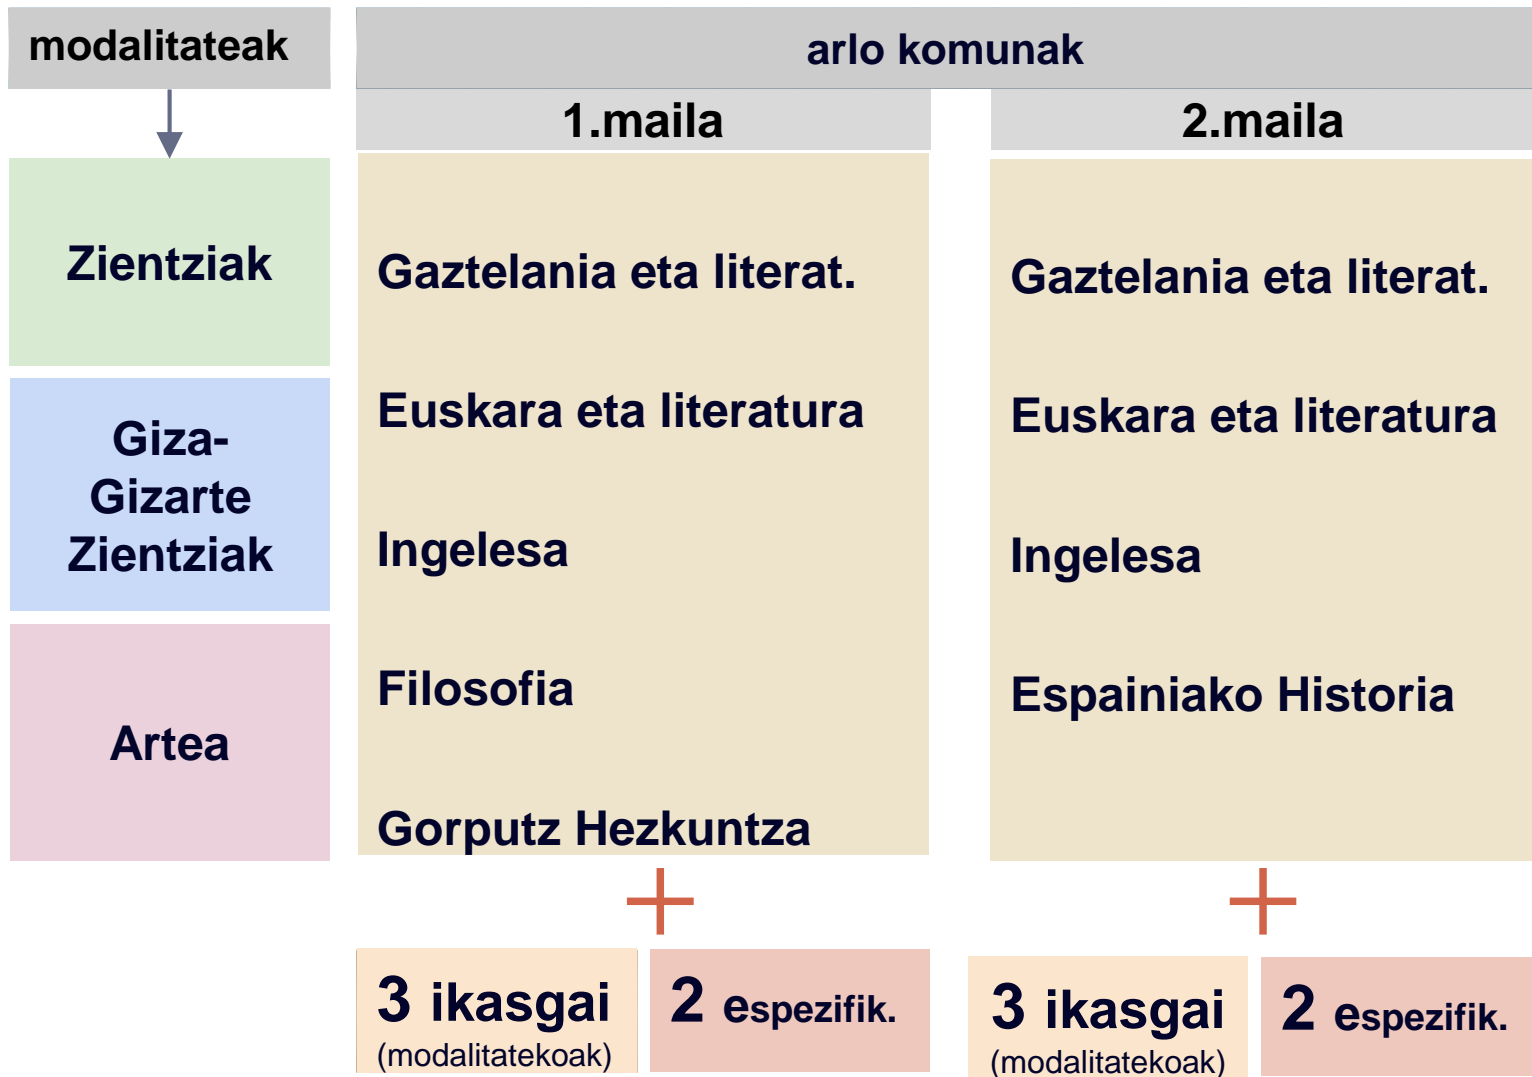 modalitateak
arlo komunak
1.maila
2.maila
Zientziak
Giza-
Gizarte
Zientziak
Artea
Gaztelania eta literat.
Euskara eta literatura
Ingelesa
Filosofia
Gorputz Hezkuntza
Gaztelania eta literat.
Euskara eta literatura
Ingelesa
Espainiako Historia
3 ikasgai
(modalitatekoak)
2 espezifik.
3 ikasgai
(modalitatekoak)
2 espezifik.